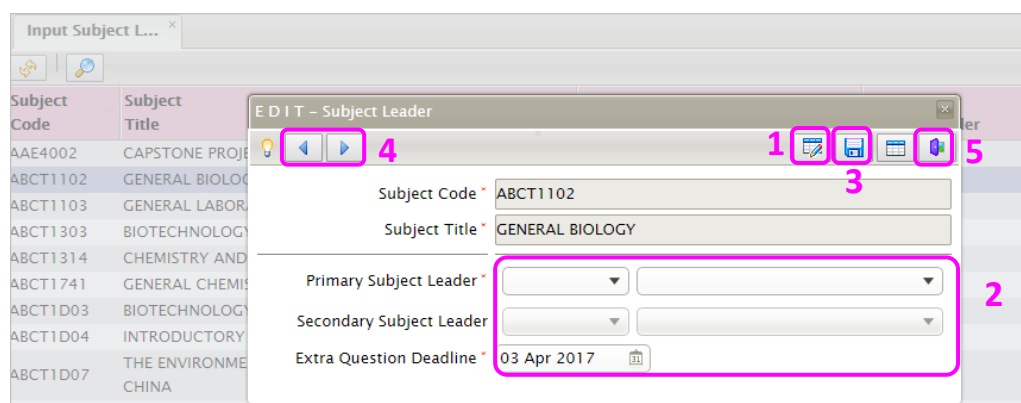 Input Subject L... ×
Subject Code
Subject Title
ler
E D I T – Subject Leader
4
1
3
5
AAE4002 CAPSTONE PROJE
ABCT1102 GENERAL BIOLOG
ABCT1103 GENERAL LABORA
ABCT1303 BIOTECHNOLOGY
ABCT1314 CHEMISTRY AND
ABCT1741 GENERAL CHEMIS
ABCT1D03 BIOTECHNOLOGY
ABCT1D04 INTRODUCTORY
ABCT1D07 THE ENVIRONME
CHINA
Subject Code * ABCT1102
Subject Title * GENERAL BIOLOGY
Primary Subject Leader *
2
Secondary Subject Leader
Extra Question Deadline * 03 Apr 2017 31